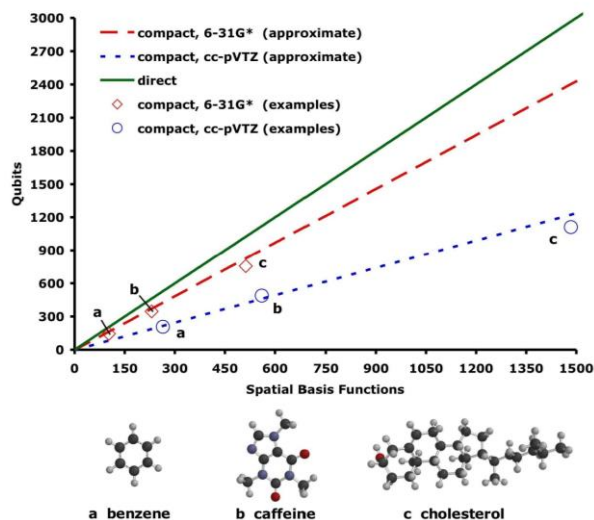 3000
2700
2400
2100
1800
1500
1200
900
600
300
0
Qubits
compact, 6-31G* (approximate)
compact, cc-pVTZ (approximate)
direct
compact, 6-31G* (examples)
compact, cc-pVTZ (examples)
a
b
c
a
b
c
0 150 300 450 600 750 900 1050 1200 1350 1500
Spatial Basis Functions
a benzene
b caffeine
c cholesterol